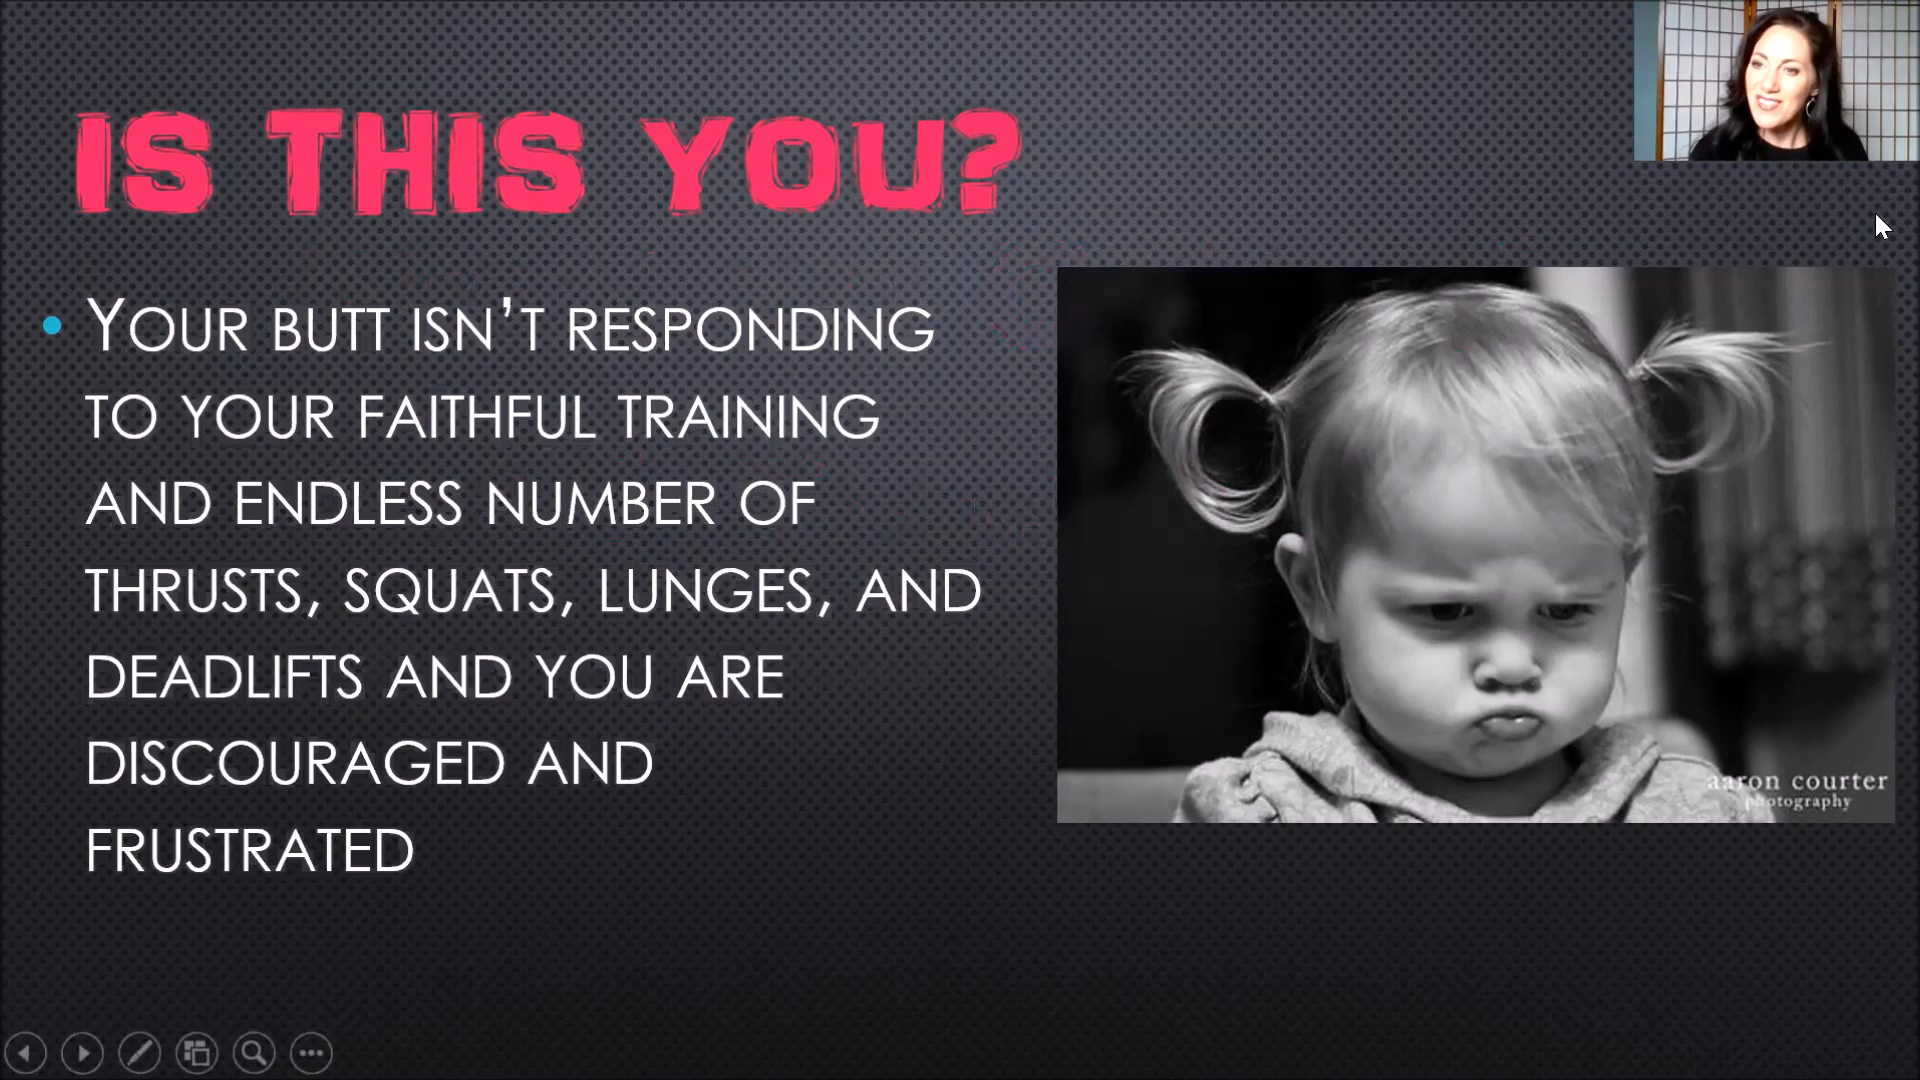 IS THIS YOU?
YOUR BUTT ISN'T RESPONDING
TO YOUR FAITHFUL TRAINING
AND ENDLESS NUMBER OF
THRUSTS, SQUATS, LUNGES, AND
DEADLIFTS AND YOU ARE
DISCOURAGED AND
FRUSTRATED
aaron courter
photography